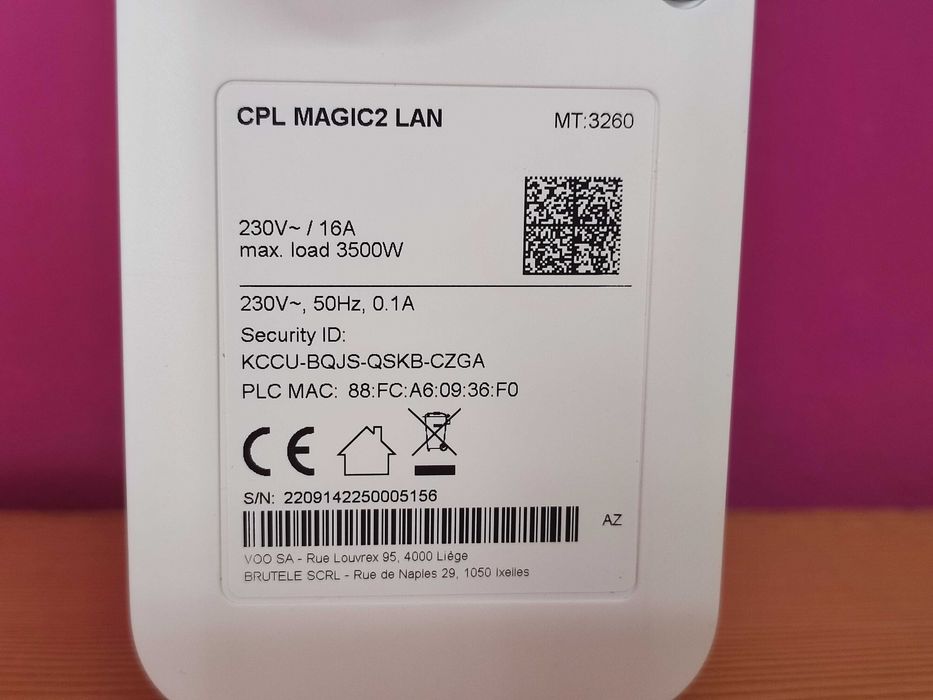 CPL MAGIC2 LAN
MT:3260
230V~ / 16A
max. load 3500W
230V~, 50Hz, 0.1A
Security ID:
KCCU-BQJS-QSKB-CZGA
PLC MAC: 88:FC:A6:09:36:F0
CE
S/N: 2209142250005156
AZ
VOO SA - Rue Louvrex 95, 4000 Liége
BRUTELE SCRL - Rue de Naples 29, 1050 Ixelles